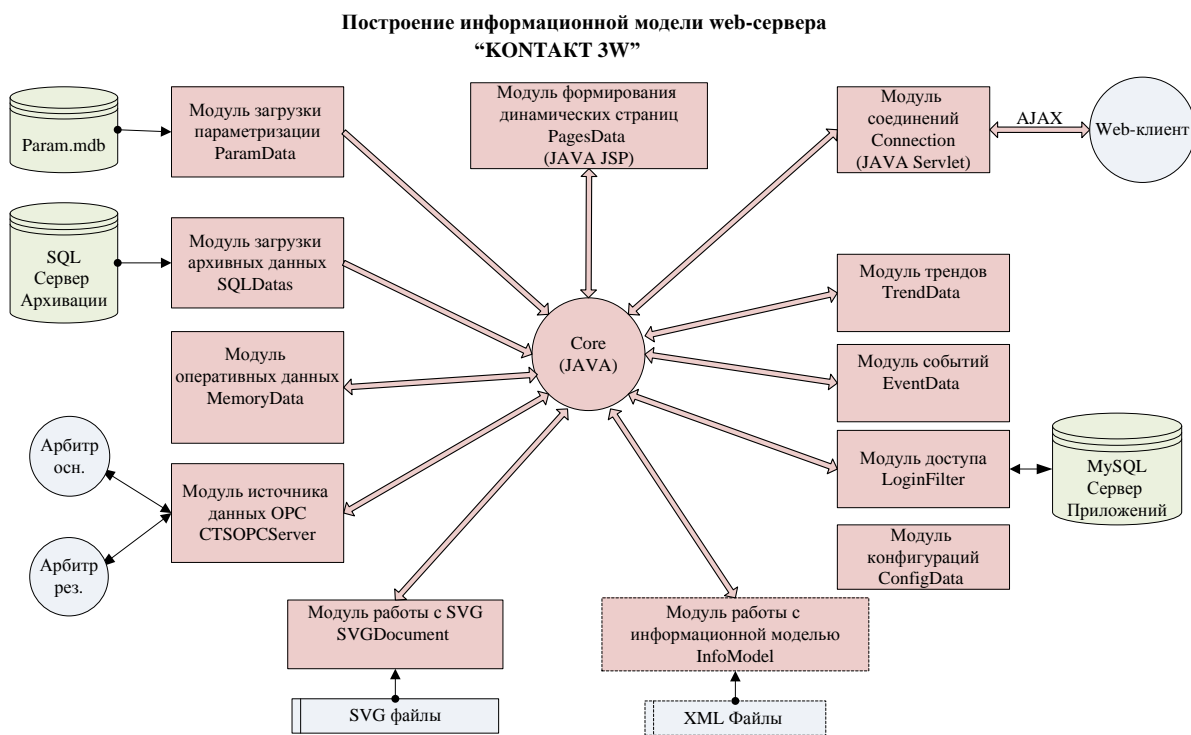 Построение информационной модели web-сервера
“KONTAКT 3W”
Param.mdb
Модуль загрузки
параметризации
ParamData
Модуль формирования
динамических страниц
PagesData
(JAVA JSP)
Модуль
соединений
Connection
(JAVA Servlet)
AJAX
Web-клиент
SQL
Сервер
Архивации
Модуль загрузки
архивных данных
SQLDatas
Модуль трендов
TrendData
Core
(JAVA)
Модуль
оперативных данных
MemoryData
Модуль событий
EventData
Арбитр
осн.
Модуль доступа
LoginFilter
MySQL
Сервер
Приложений
Модуль источника
данных OPC
CTSOPCServer
Арбитр
рез.
Модуль
конфигураций
ConfigData
Модуль работы с SVG
SVGDocument
Модуль работы с
информационной моделью
InfoModel
SVG файлы
XML Файлы